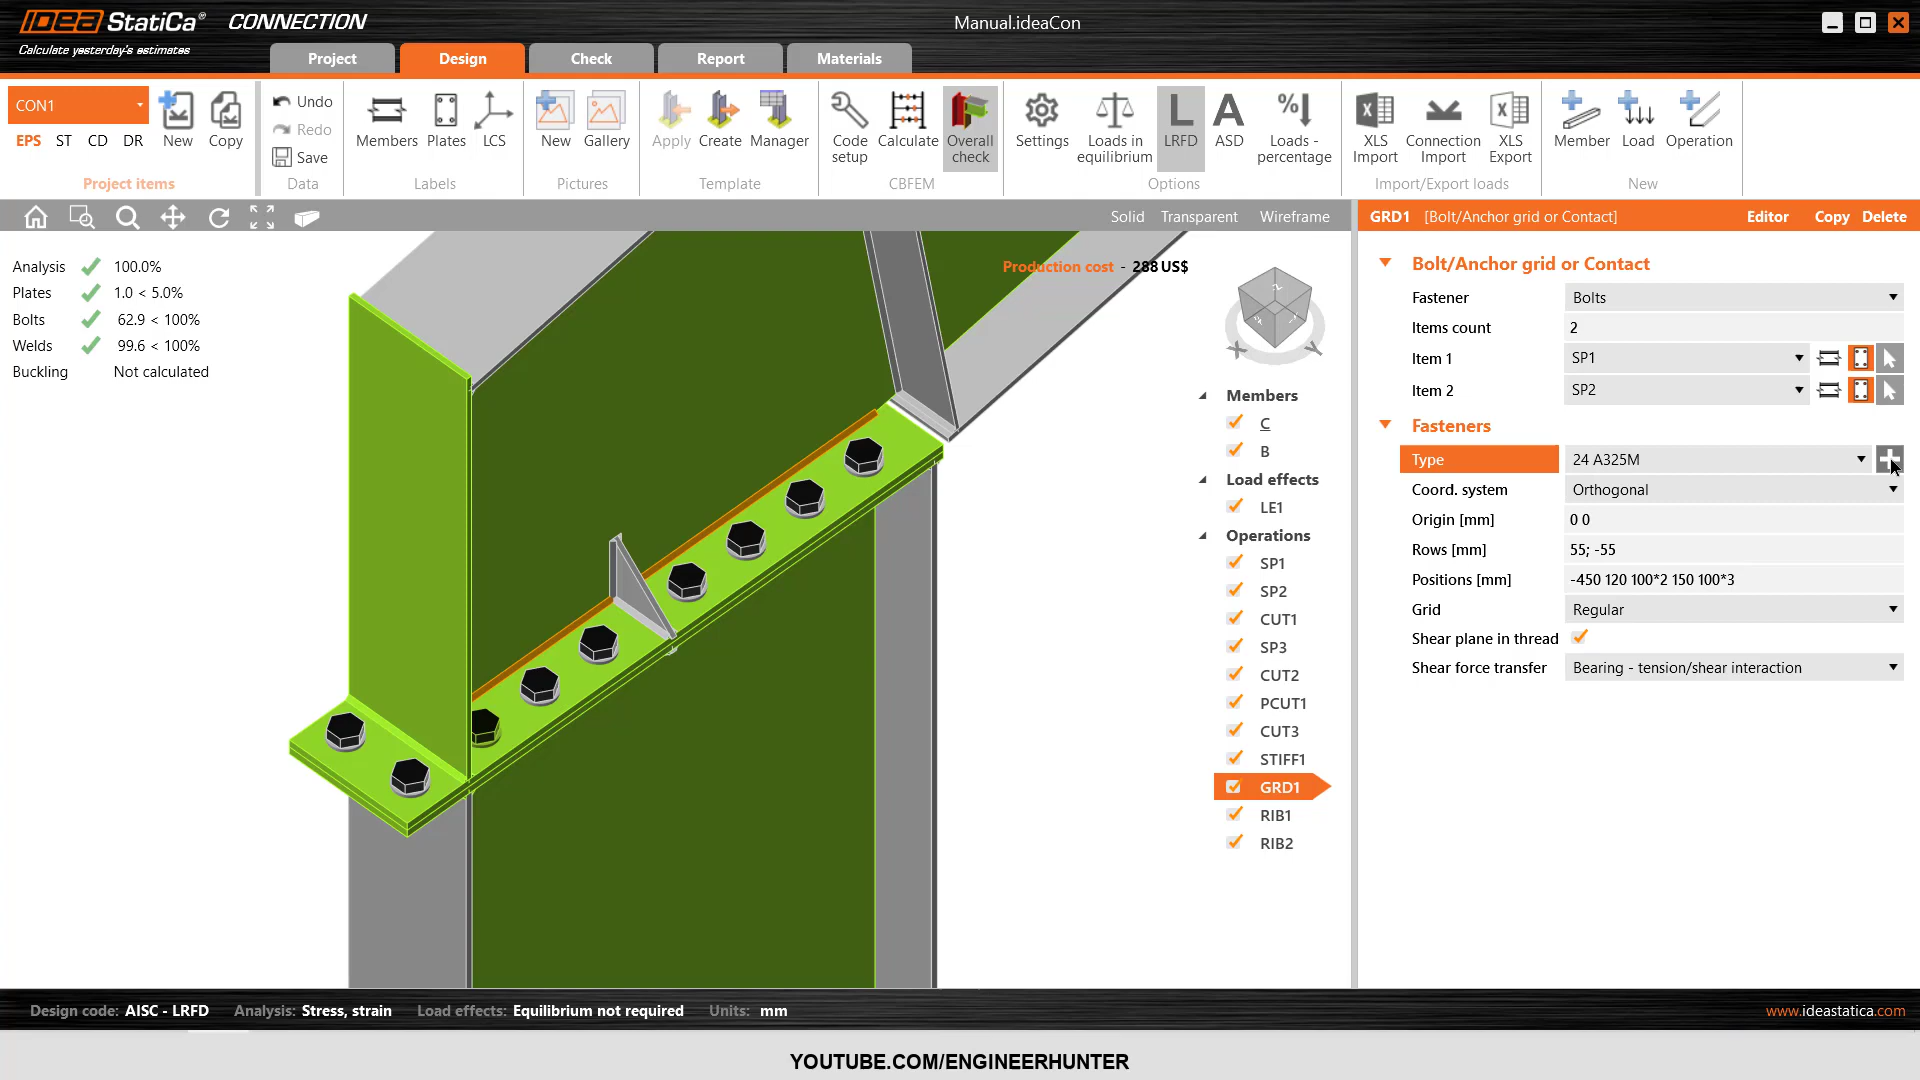 IDEA StatiCa® CONNECTION
Calculate yesterday's estimates
Manual.ideaCon
Project
Design
Check
Report
Materials
CON1
EPS ST CD DR
New
Copy
Project items
Undo
Redo
Save
Data
Members
Plates
LCS
Labels
New
Gallery
Pictures
Apply
Create
Manager
Template
Code setup
Calculate
Overall check
CBFEM
Settings
Loads in equilibrium
LRFD
ASD
Loads - percentage
Options
XLS Import
Connection Import
XLS Export
Import/Export loads
Member
Load
Operation
New
Solid
Transparent
Wireframe
GRD1 [Bolt/Anchor grid or Contact]
Editor
Copy
Delete
Analysis 100.0%
Plates 1.0 < 5.0%
Bolts 62.9 < 100%
Welds 99.6 < 100%
Buckling Not calculated
Production cost - 288 US$
Members
C
B
Load effects
LE1
Operations
SP1
SP2
CUT1
SP3
CUT2
PCUT1
CUT3
STIFF1
GRD1
RIB1
RIB2
Bolt/Anchor grid or Contact
Fastener Bolts
Items count 2
Item 1 SP1
Item 2 SP2
Fasteners
Type 24 A325M
Coord. system Orthogonal
Origin [mm] 0 0
Rows [mm] 55; -55
Positions [mm] -450 120 100*2 150 100*3
Grid Regular
Shear plane in thread
Shear force transfer Bearing - tension/shear interaction
Design code: AISC - LRFD
Analysis: Stress, strain
Load effects: Equilibrium not required
Units: mm
www.ideastatica.com
YOUTUBE.COM/ENGINEERHUNTER